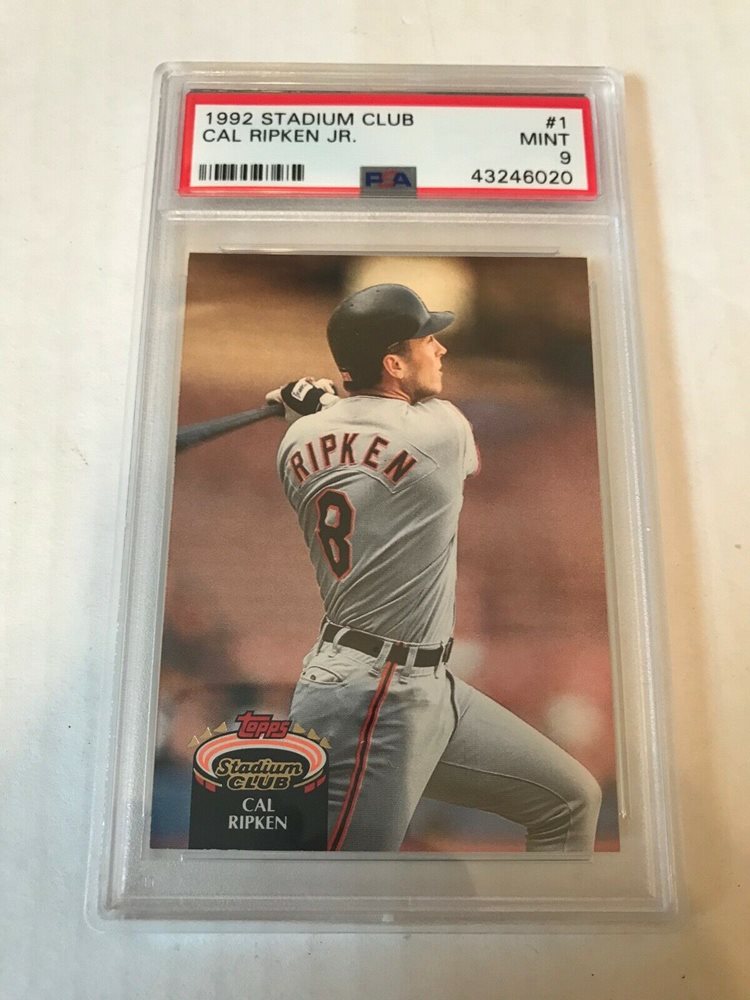 1992 STADIUM CLUB #1
CAL RIPKEN JR. MINT
9
PSA 43246020
RIPKEN
8
Topps
Stadium
CLUB
CAL
RIPKEN